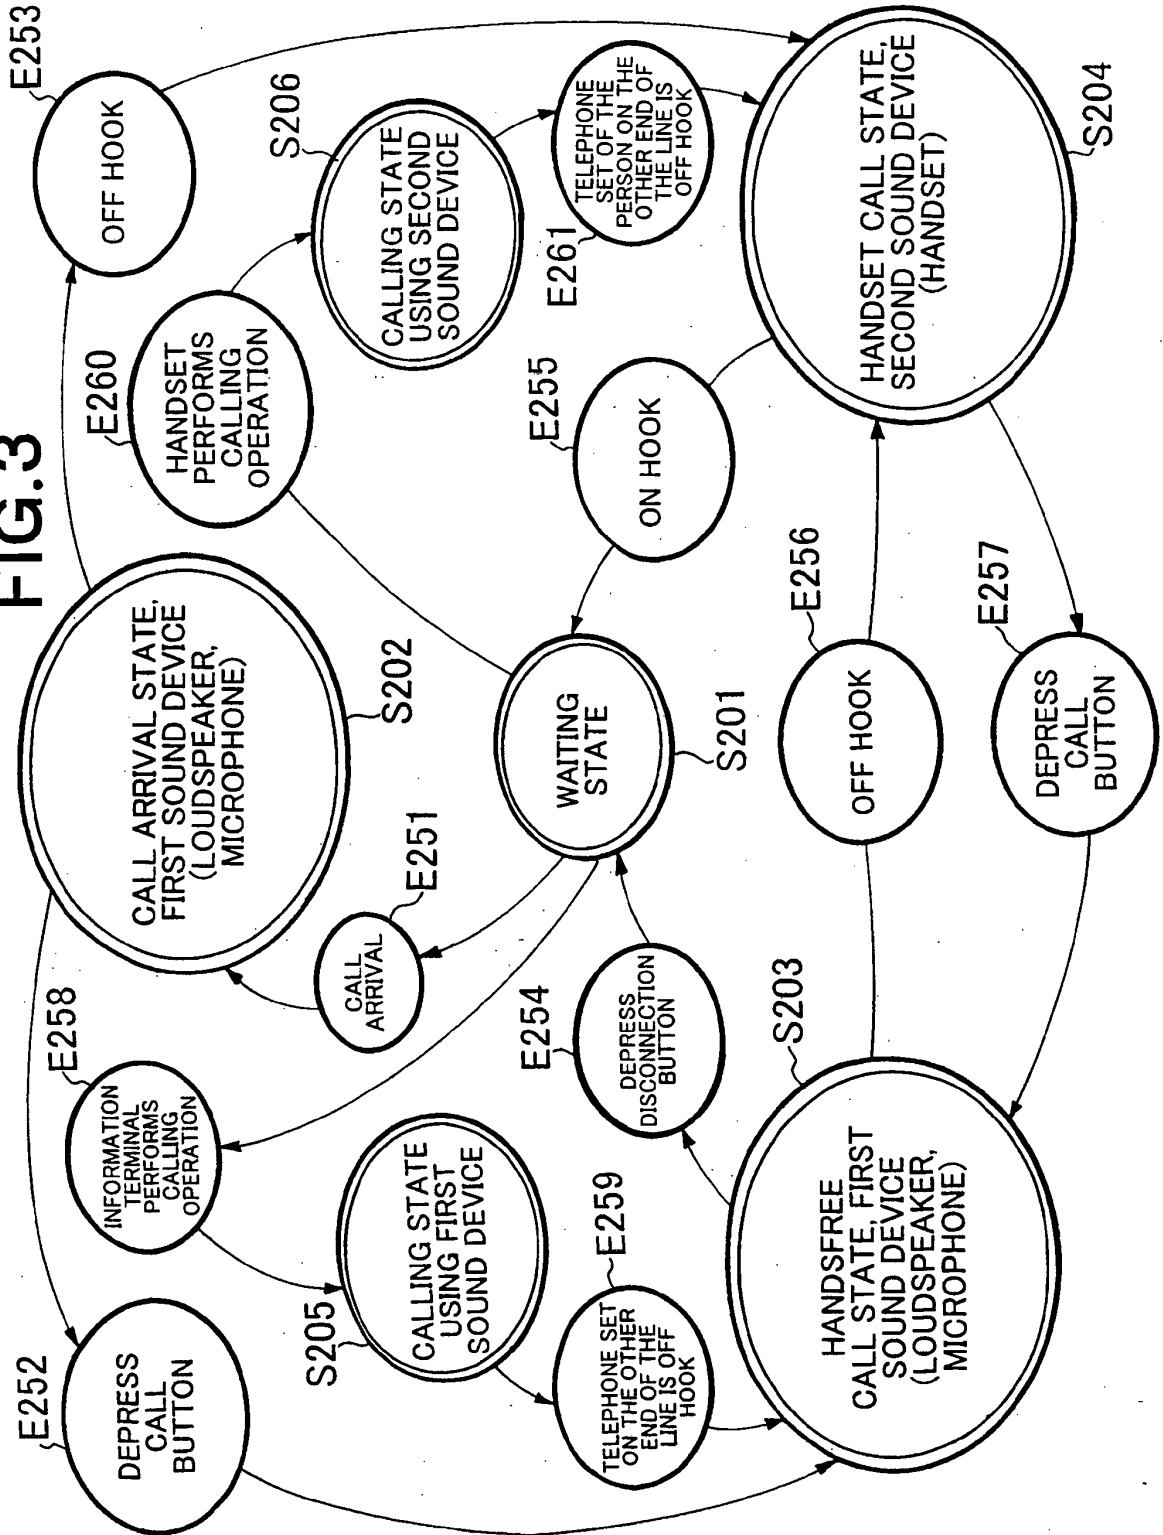 FIG.3
E252
DEPRESS
CALL
BUTTON
E258
INFORMATION
TERMINAL
PERFORMS
CALLING
OPERATION
CALL ARRIVAL STATE,
FIRST SOUND DEVICE
(LOUDSPEAKER,
MICROPHONE)
S202
E260
HANDSET
PERFORMS
CALLING
OPERATION
E253
OFF HOOK
S205
CALLING STATE
USING FIRST
SOUND DEVICE
CALL
ARRIVAL
E251
S206
CALLING STATE
USING SECOND
SOUND DEVICE
E259
TELEPHONE SET
ON THE OTHER
END OF THE
LINE IS OFF
HOOK
E254
DEPRESS
DISCONNECTION
BUTTON
WAITING
STATE
S201
E255
ON HOOK
E261
TELEPHONE
SET OF THE
PERSON ON THE
OTHER END OF
THE LINE IS
OFF HOOK
S203
HANDSFREE
CALL STATE, FIRST
SOUND DEVICE
(LOUDSPEAKER,
MICROPHONE)
E256
OFF HOOK
E257
DEPRESS
CALL
BUTTON
HANDSET CALL STATE,
SECOND SOUND DEVICE
(HANDSET)
S204